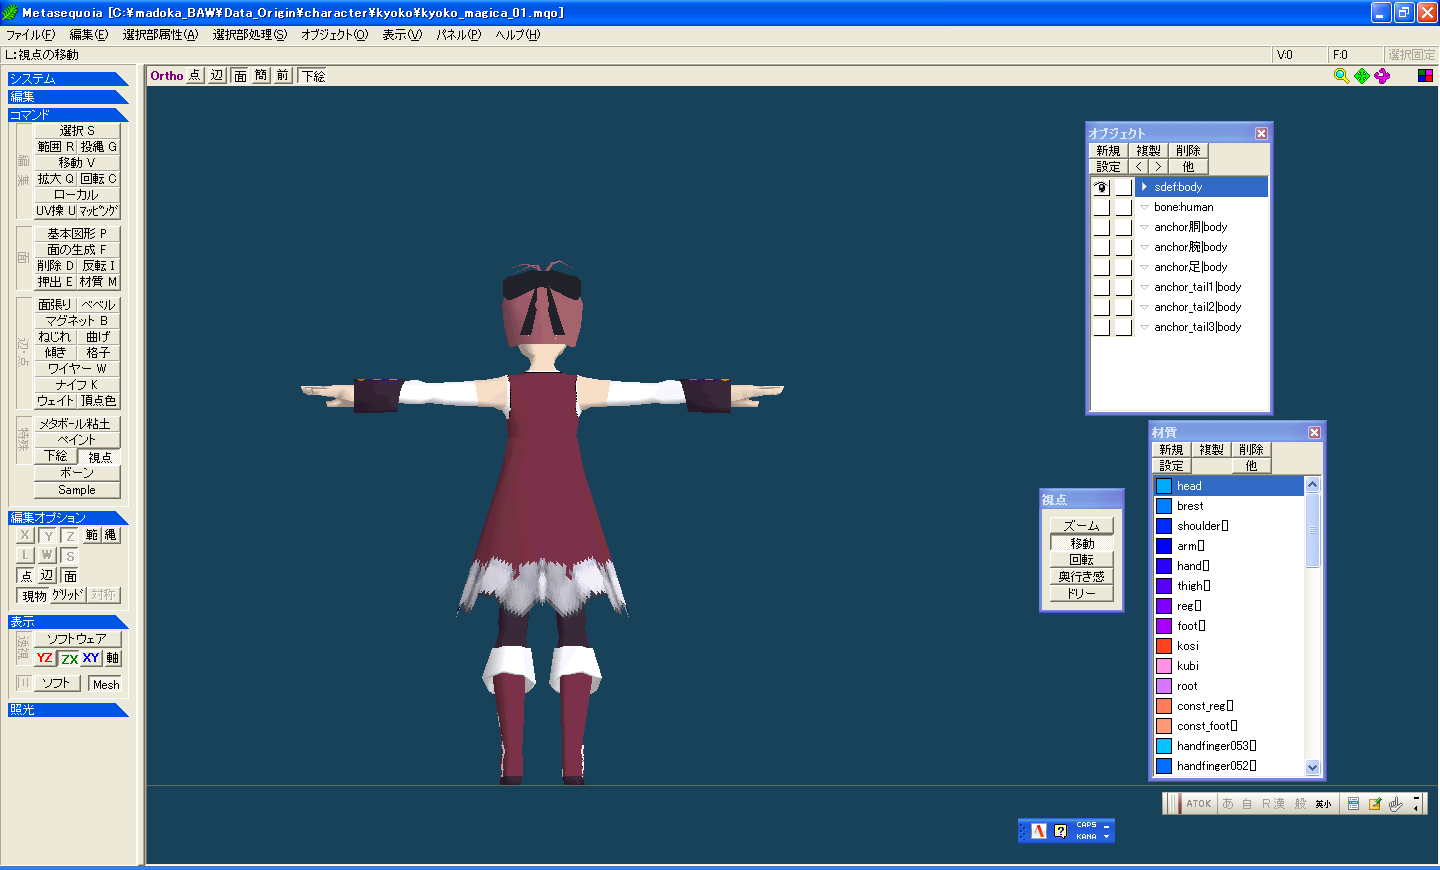 Metasequoia [C:¥madoka_BAW¥Data_Origin¥character¥kyoko¥kyoko_magica_01.mqo]
ファイル(F) 編集(E) 選択部属性(A) 選択部処理(S) オブジェクト(O) 表示(V) パネル(P) ヘルプ(H)
L:視点の移動 V:0 F:0 選択固定
Ortho 点 辺 面 簡 前 下絵
システム
編集
コマンド
編集
選択 S
範囲 R 投縄 G
移動 V
拡大 Q 回転 C
ローカル
UV操 U マッピング
面
基本図形 P
面の生成 F
削除 D 反転 I
押出 E 材質 M
辺・点
面張り ベベル
マグネット B
ねじれ 曲げ
傾き 格子
ワイヤー W
ナイフ K
ウェイト 頂点色
特殊
メタボール粘土
ペイント
下絵 視点
ボーン
Sample
編集オプション
X Y Z 範 縄
L W S
点 辺 面
現物 グリッド 対称
表示
透視
ソフトウェア
YZ ZX XY 軸
ソフト Mesh
照光
オブジェクト
新規 複製 削除
設定 < > 他
sdef:body
bone:human
anchor胴|body
anchor腕|body
anchor足|body
anchor_tail1|body
anchor_tail2|body
anchor_tail3|body
視点
ズーム
移動
回転
奥行き感
ドリー
材質
新規 複製 削除
設定 他
head
brest
shoulder[]
arm[]
hand[]
thigh[]
reg[]
foot[]
kosi
kubi
root
const_reg[]
const_foot[]
handfinger053[]
handfinger052[]
ATOK あ 自 R漢 般 英小
A ? CAPS
KANA